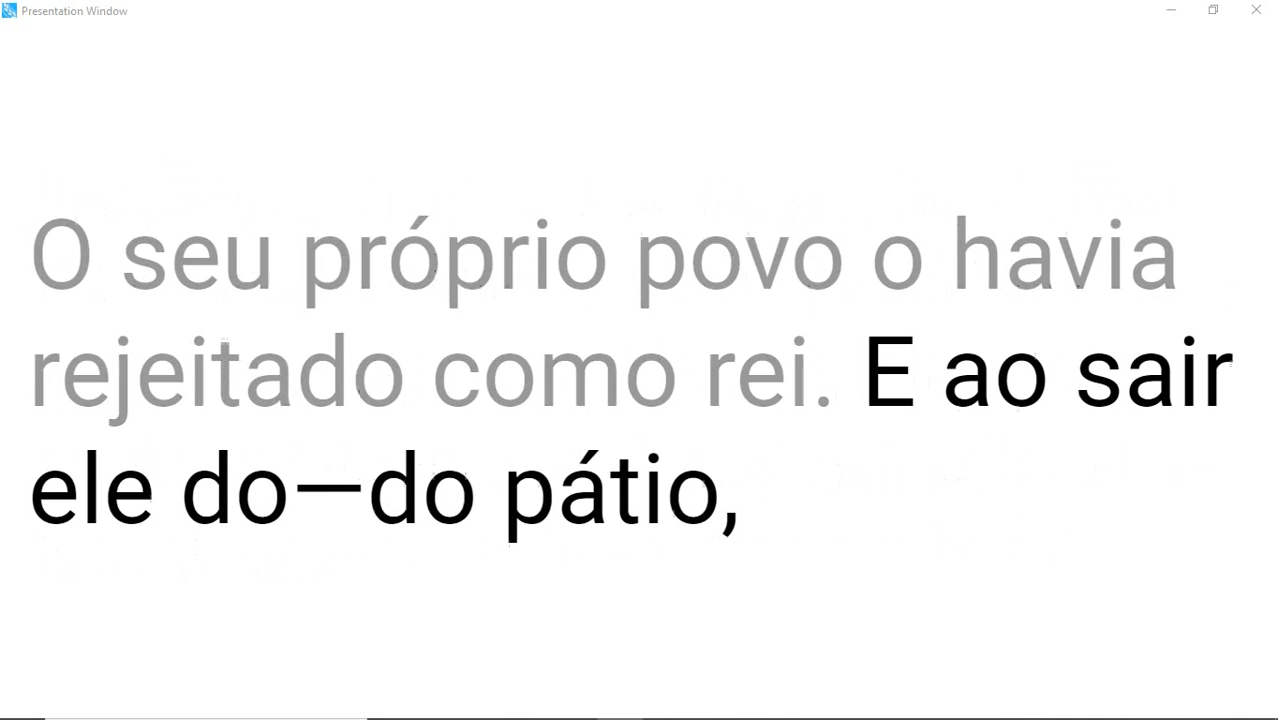 Presentation Window
O seu próprio povo o havia
rejeitado como rei. E ao sair
ele do—do pátio,